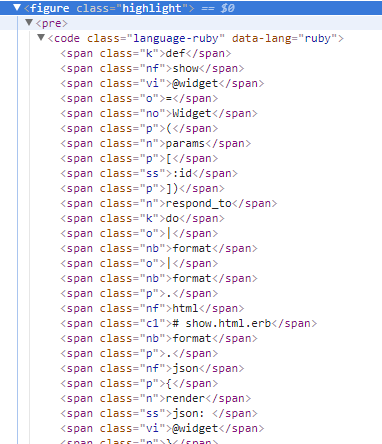 ▼<figure class="highlight"> == $0
▼<pre>
▼<code class="language-ruby" data-lang="ruby">
<span class="k">def</span>
<span class="nf">show</span>
<span class="vi">@widget</span>
<span class="o">=</span>
<span class="no">Widget</span>
<span class="p">(</span>
<span class="n">params</span>
<span class="p">[</span>
<span class="ss">:id</span>
<span class="p">])</span>
<span class="n">respond_to</span>
<span class="k">do</span>
<span class="o">|</span>
<span class="nb">format</span>
<span class="o">|</span>
<span class="nb">format</span>
<span class="p">.</span>
<span class="nf">html</span>
<span class="c1"># show.html.erb</span>
<span class="nb">format</span>
<span class="p">.</span>
<span class="nf">json</span>
<span class="p">{</span>
<span class="n">render</span>
<span class="ss">json: </span>
<span class="vi">@widget</span>
<span class="p">}</span>